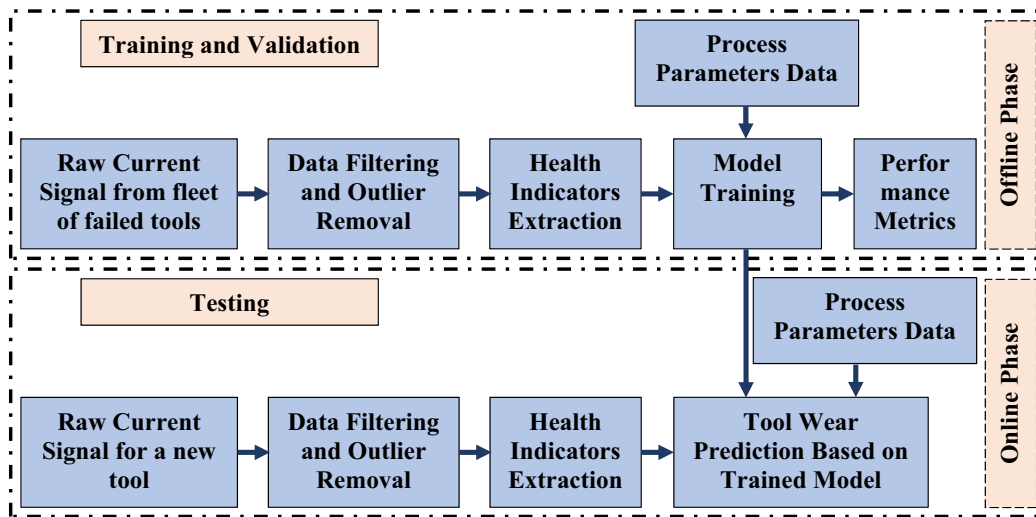 Training and Validation
Process
Parameters Data
Offline Phase
Raw Current
Signal from fleet
of failed tools
Data Filtering
and Outlier
Removal
Health
Indicators
Extraction
Model
Training
Perfor
mance
Metrics
Testing
Process
Parameters Data
Online Phase
Raw Current
Signal for a new
tool
Data Filtering
and Outlier
Removal
Health
Indicators
Extraction
Tool Wear
Prediction Based on
Trained Model